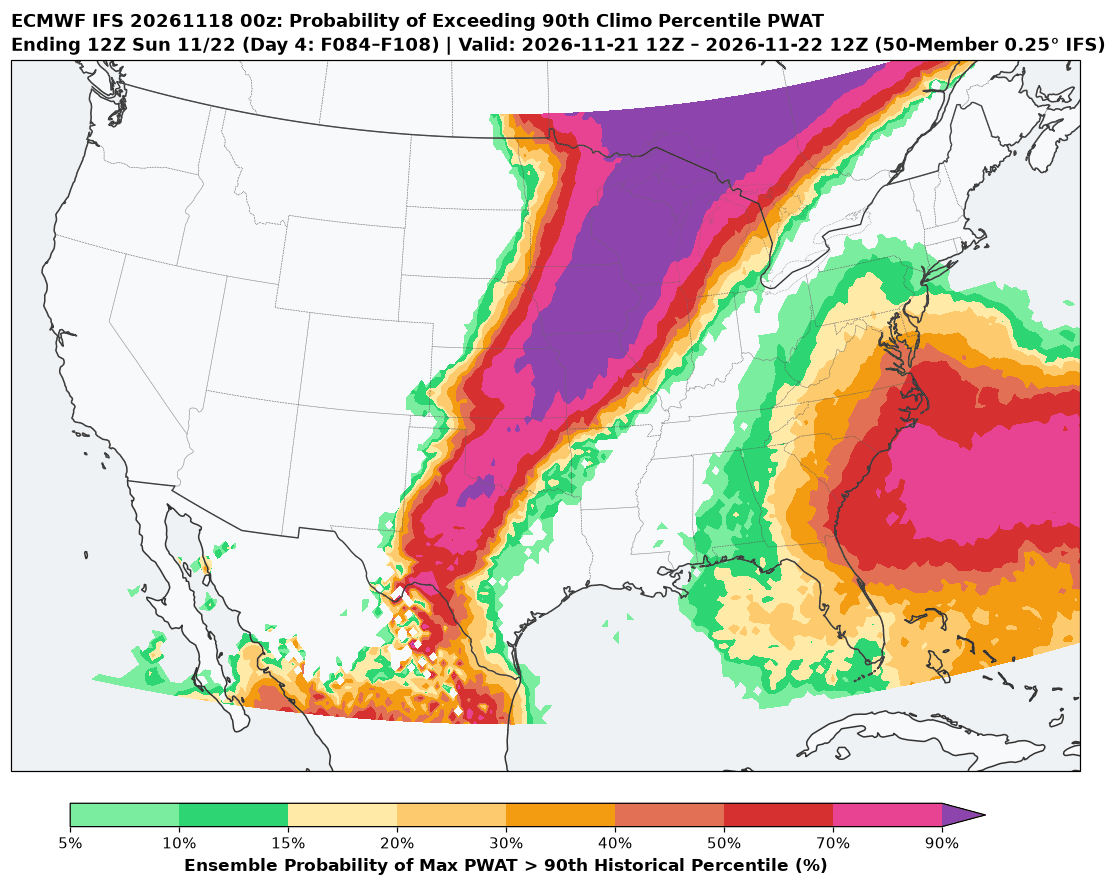 ECMWF IFS 20261118 00z: Probability of Exceeding 90th Climo Percentile PWAT
Ending 12Z Sun 11/22 (Day 4: F084–F108) | Valid: 2026-11-21 12Z – 2026-11-22 12Z (50-Member 0.25° IFS)
5% 10% 15% 20% 30% 40% 50% 70% 90%
Ensemble Probability of Max PWAT > 90th Historical Percentile (%)